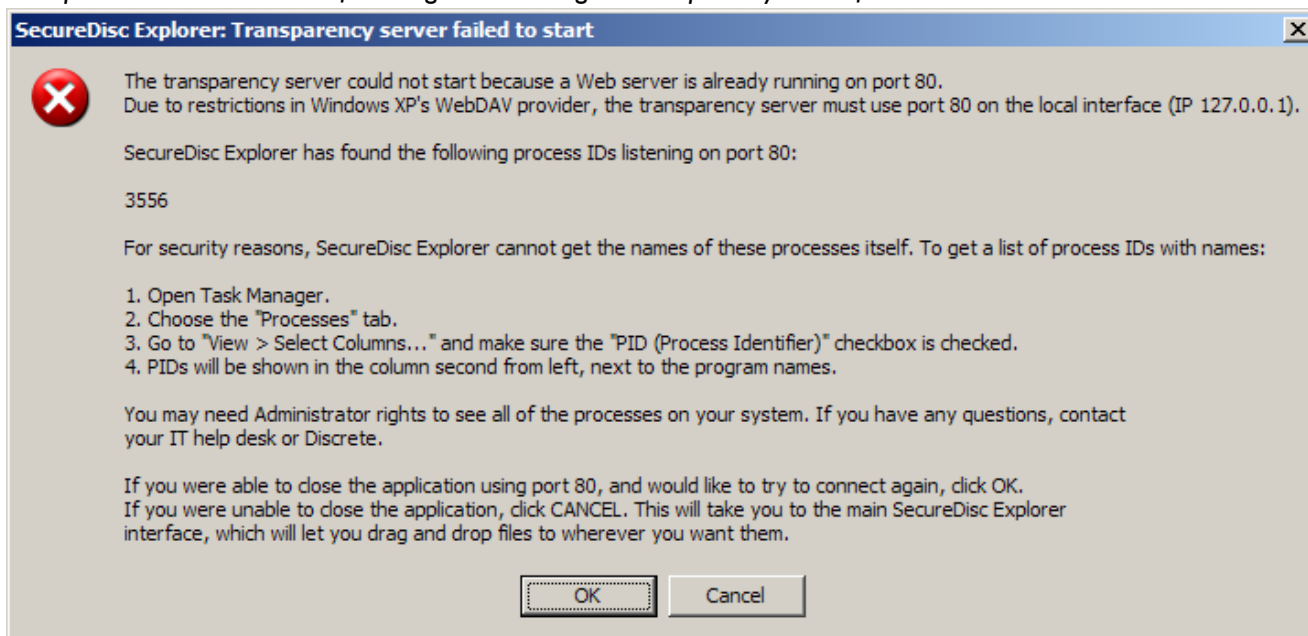 SecureDisc Explorer: Transparency server failed to start
The transparency server could not start because a Web server is already running on port 80.
Due to restrictions in Windows XP's WebDAV provider, the transparency server must use port 80 on the local interface (IP 127.0.0.1).
SecureDisc Explorer has found the following process IDs listening on port 80:
3556
For security reasons, SecureDisc Explorer cannot get the names of these processes itself. To get a list of process IDs with names:
1. Open Task Manager.
2. Choose the "Processes" tab.
3. Go to "View > Select Columns..." and make sure the "PID (Process Identifier)" checkbox is checked.
4. PIDs will be shown in the column second from left, next to the program names.
You may need Administrator rights to see all of the processes on your system. If you have any questions, contact
your IT help desk or Discrete.
If you were able to close the application using port 80, and would like to try to connect again, click OK.
If you were unable to close the application, click CANCEL. This will take you to the main SecureDisc Explorer
interface, which will let you drag and drop files to wherever you want them.
OK Cancel